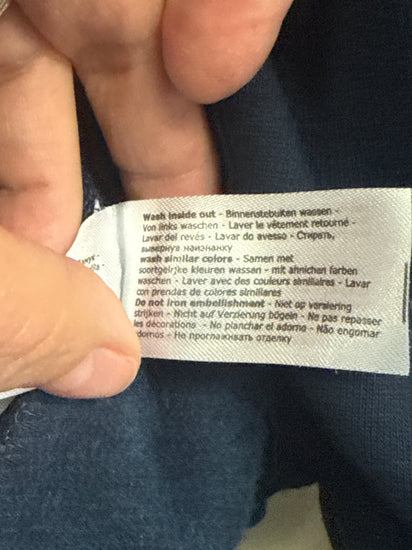 Wash inside out - Binnenstebuiten wassen -
Von links waschen - Laver le vêtement retourné -
Lavar del revés - Lavar do avesso - Стирать,
вывернув наизнанку
wash similar colors - Samen met
soortgelijke kleuren wassen - mit ähnlichen farben
waschen - Laver avec des couleurs similaires - Lavar
con prendas de colores similares
Do not iron embellishment - Niet op versiering
strijken - Nicht auf Verzierung bügeln - Ne pas repasser
les décorations - No planchar el adorno - Não engomar
adornos - Не проглаживать отделку